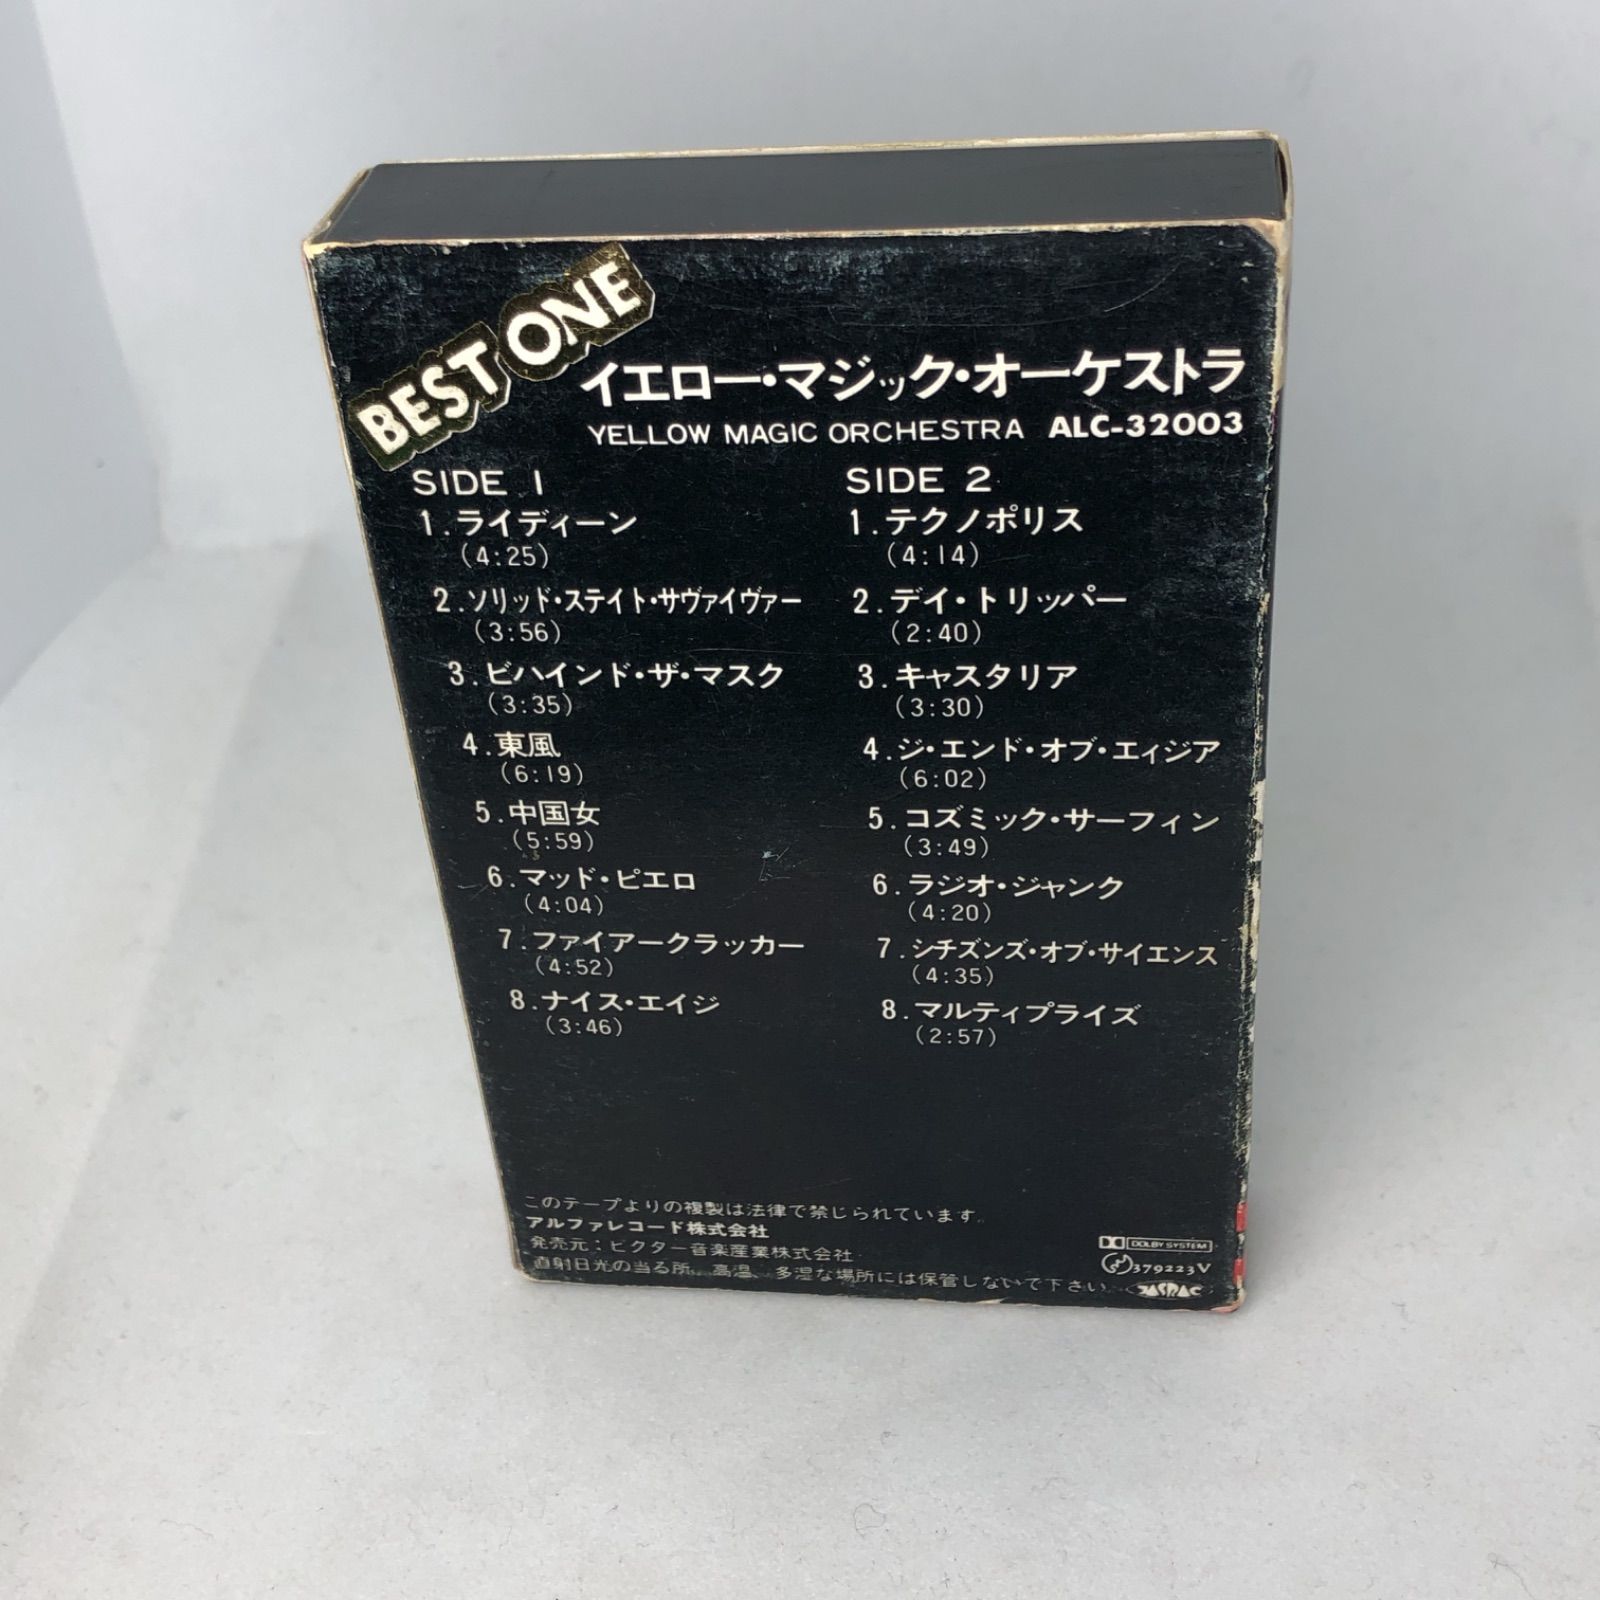 BEST ONE
イエロー・マジック・オーケストラ
YELLOW MAGIC ORCHESTRA ALC-32003
SIDE 1
1.ライディーン
(4:25)
2.ソリッド・ステイト・サヴァイヴァー
(3:56)
3.ビハインド・ザ・マスク
(3:35)
4.東風
(6:19)
5.中国女
(5:59)
6.マッド・ピエロ
(4:04)
7.ファイアークラッカー
(4:52)
8.ナイス・エイジ
(3:46)
SIDE 2
1.テクノポリス
(4:14)
2.デイ・トリッパー
(2:40)
3.キャスタリア
(3:30)
4.ジ・エンド・オブ・エィジア
(6:02)
5.コズミック・サーフィン
(3:49)
6.ラジオ・ジャンク
(4:20)
7.シチズンズ・オブ・サイエンス
(4:35)
8.マルティプライズ
(2:57)
このテープよりの複製は法律で禁じられています。
アルファレコード株式会社
発売元：ビクター音楽産業株式会社
直射日光の当る所、高温、多湿な場所には保管しないで下さい。
DOLBY SYSTEM
379223V
JASRAC